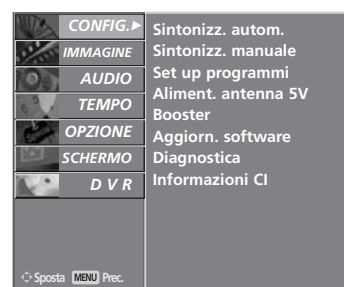 CONFIG.
IMMAGINE
AUDIO
TEMPO
OPZIONE
SCHERMO
D V R
Sposta MENU Prec.
Sintonizz. autom.
Sintonizz. manuale
Set up programmi
Aliment. antenna 5V
Booster
Aggiorn. software
Diagnostica
Informazioni CI